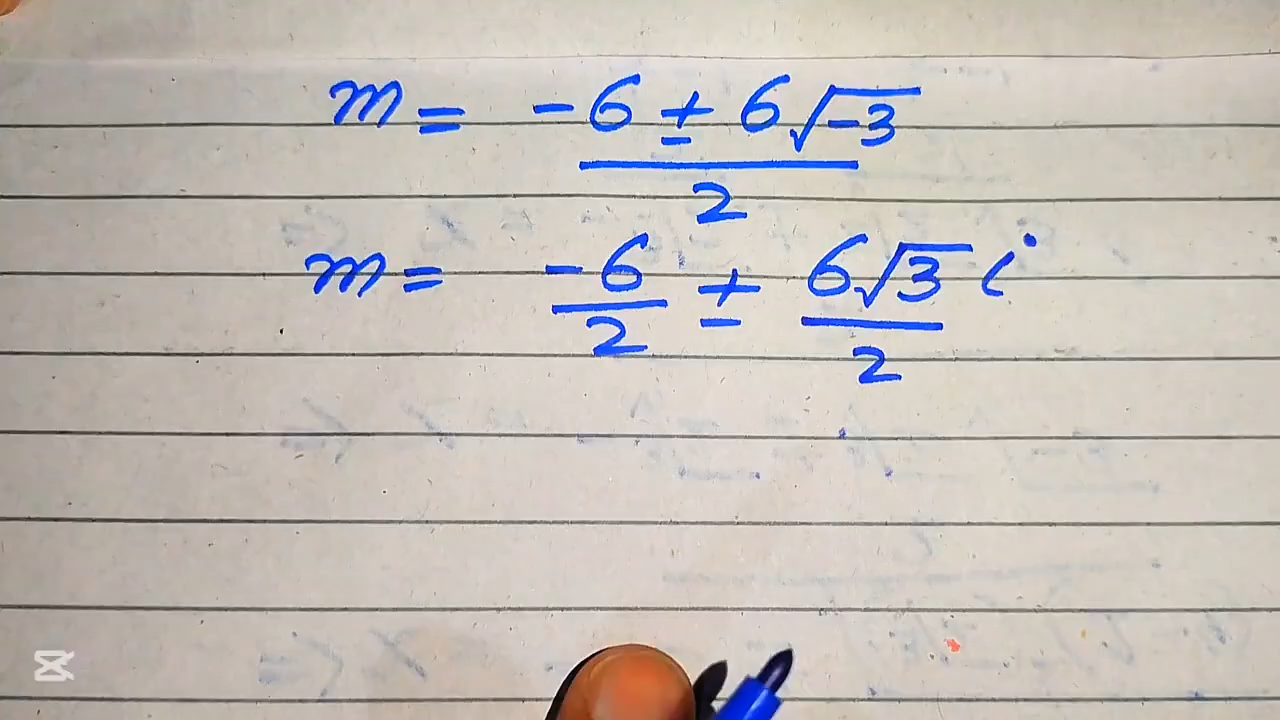 m = -6 ± 6√-3 / 2
m = -6/2 ± 6√3 i / 2